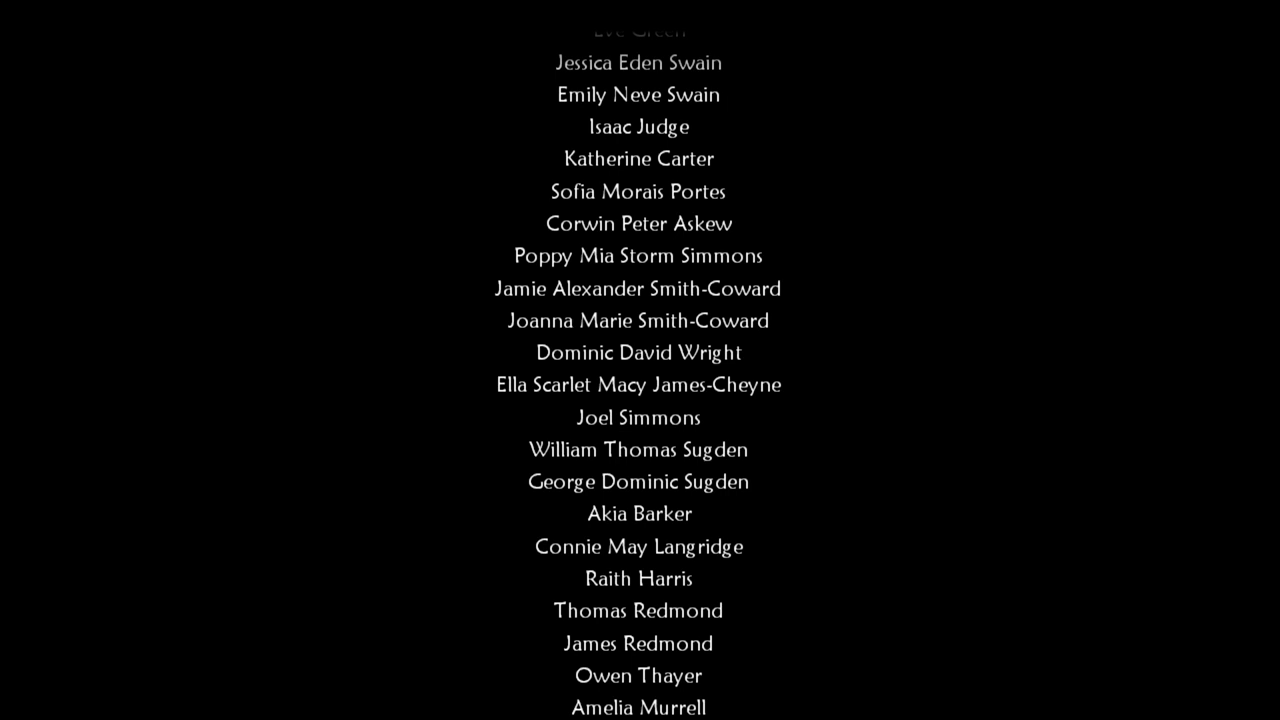 Eve Green
Jessica Eden Swain
Emily Neve Swain
Isaac Judge
Katherine Carter
Sofia Morais Portes
Corwin Peter Askew
Poppy Mia Storm Simmons
Jamie Alexander Smith-Coward
Joanna Marie Smith-Coward
Dominic David Wright
Ella Scarlet Macy James-Cheyne
Joel Simmons
William Thomas Sugden
George Dominic Sugden
Akia Barker
Connie May Langridge
Raith Harris
Thomas Redmond
James Redmond
Owen Thayer
Amelia Murrell